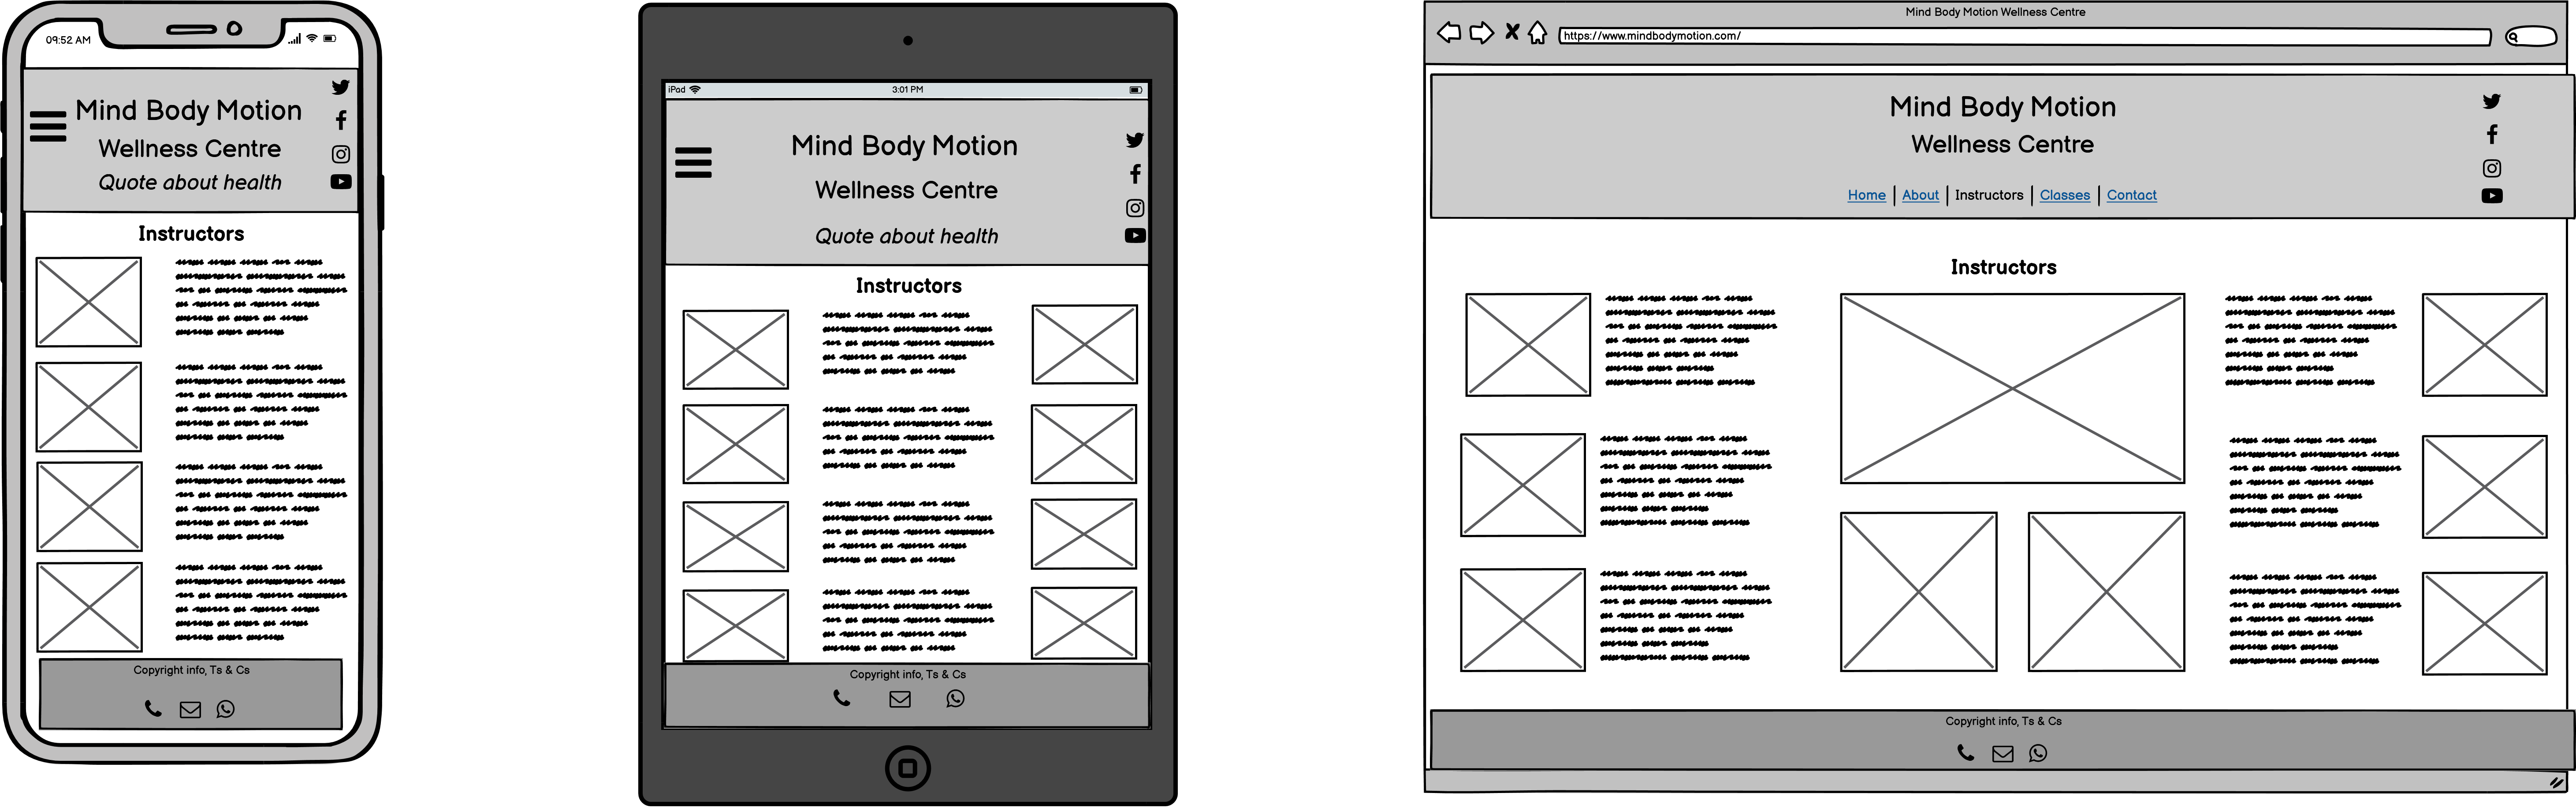 09:52 AM
Mind Body Motion
Wellness Centre
Quote about health
Instructors
Copyright info, Ts & Cs
iPad
3:01 PM
Mind Body Motion
Wellness Centre
Quote about health
Instructors
Copyright info, Ts & Cs
Mind Body Motion Wellness Centre
https://www.mindbodymotion.com/
Mind Body Motion
Wellness Centre
Home | About | Instructors | Classes | Contact
Instructors
Copyright info, Ts & Cs